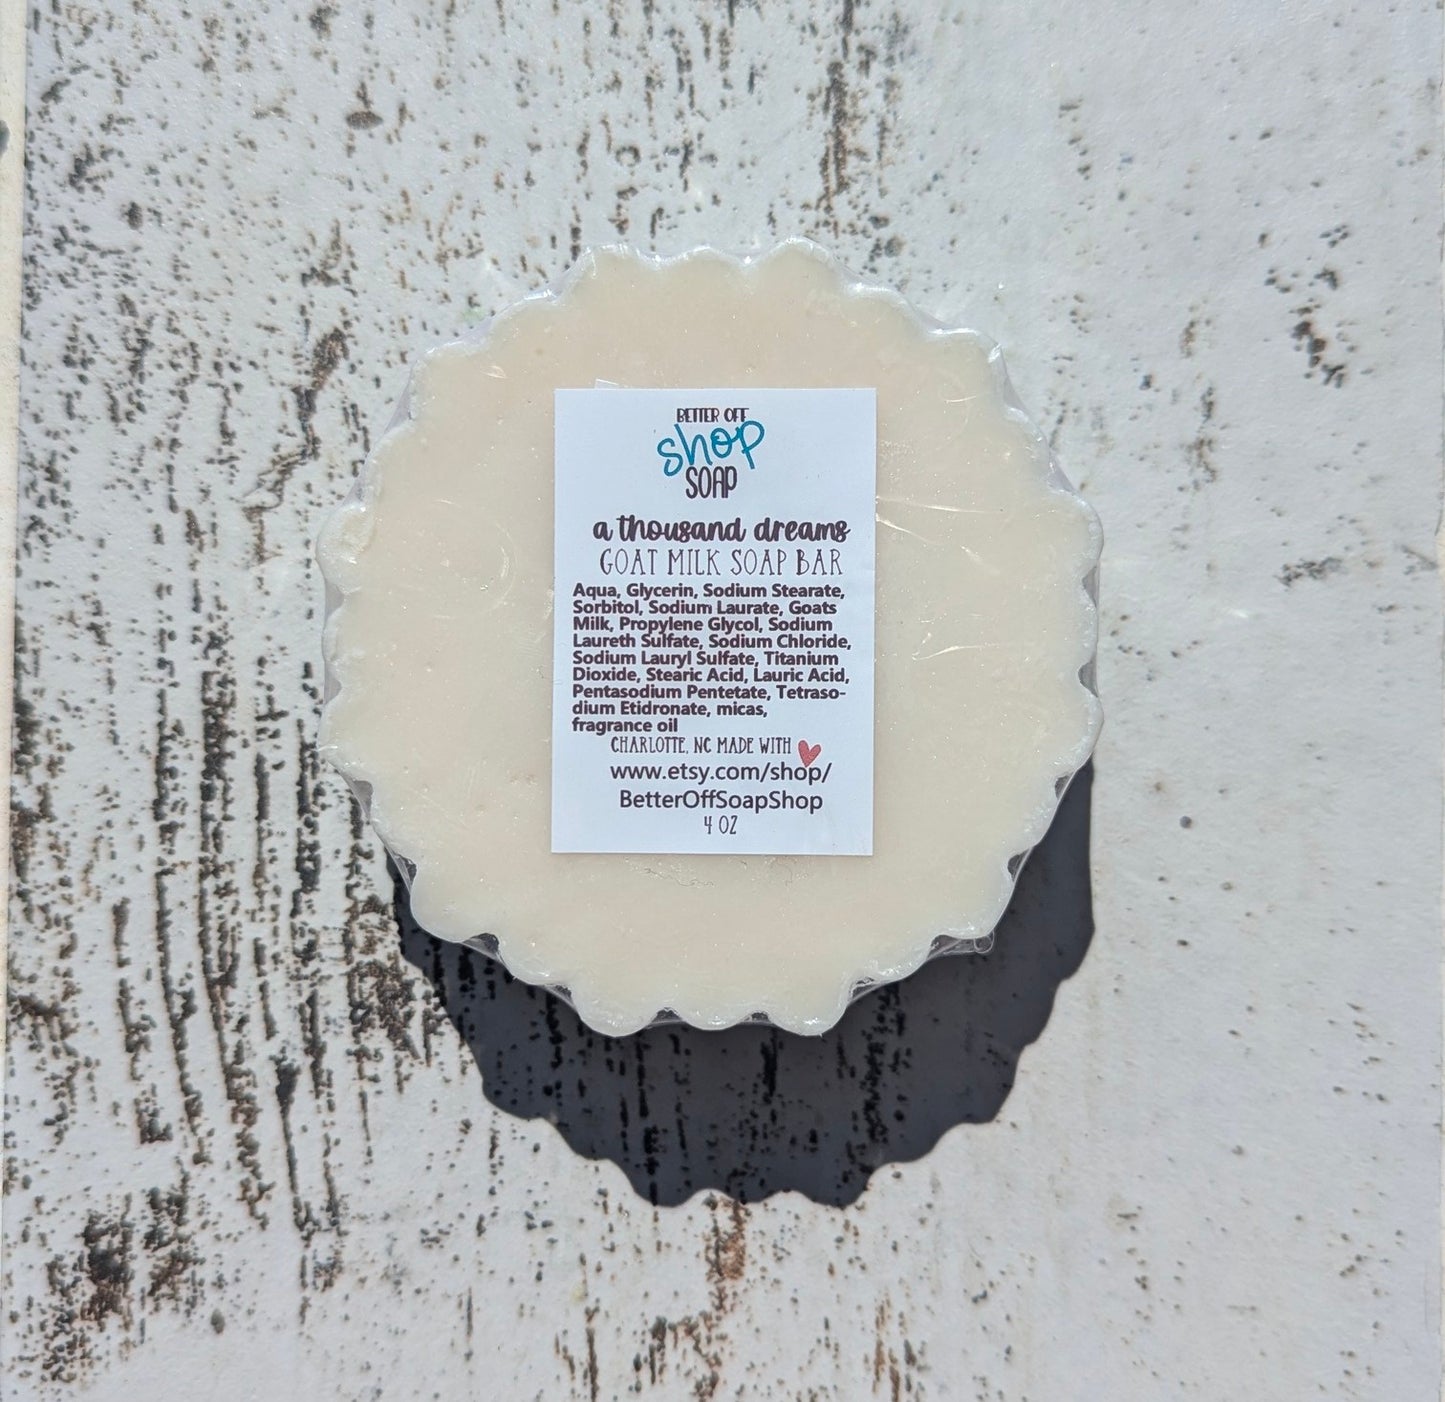 BETTER OFF
shop
SOAP
a thousand dreams
GOAT MILK SOAP BAR
Aqua, Glycerin, Sodium Stearate,
Sorbitol, Sodium Laurate, Goats
Milk, Propylene Glycol, Sodium
Laureth Sulfate, Sodium Chloride,
Sodium Lauryl Sulfate, Titanium
Dioxide, Stearic Acid, Lauric Acid,
Pentasodium Pentetate, Tetraso-
dium Etidronate, micas,
fragrance oil
CHARLOTTE, NC MADE WITH
www.etsy.com/shop/
BetterOffSoapShop
4 OZ